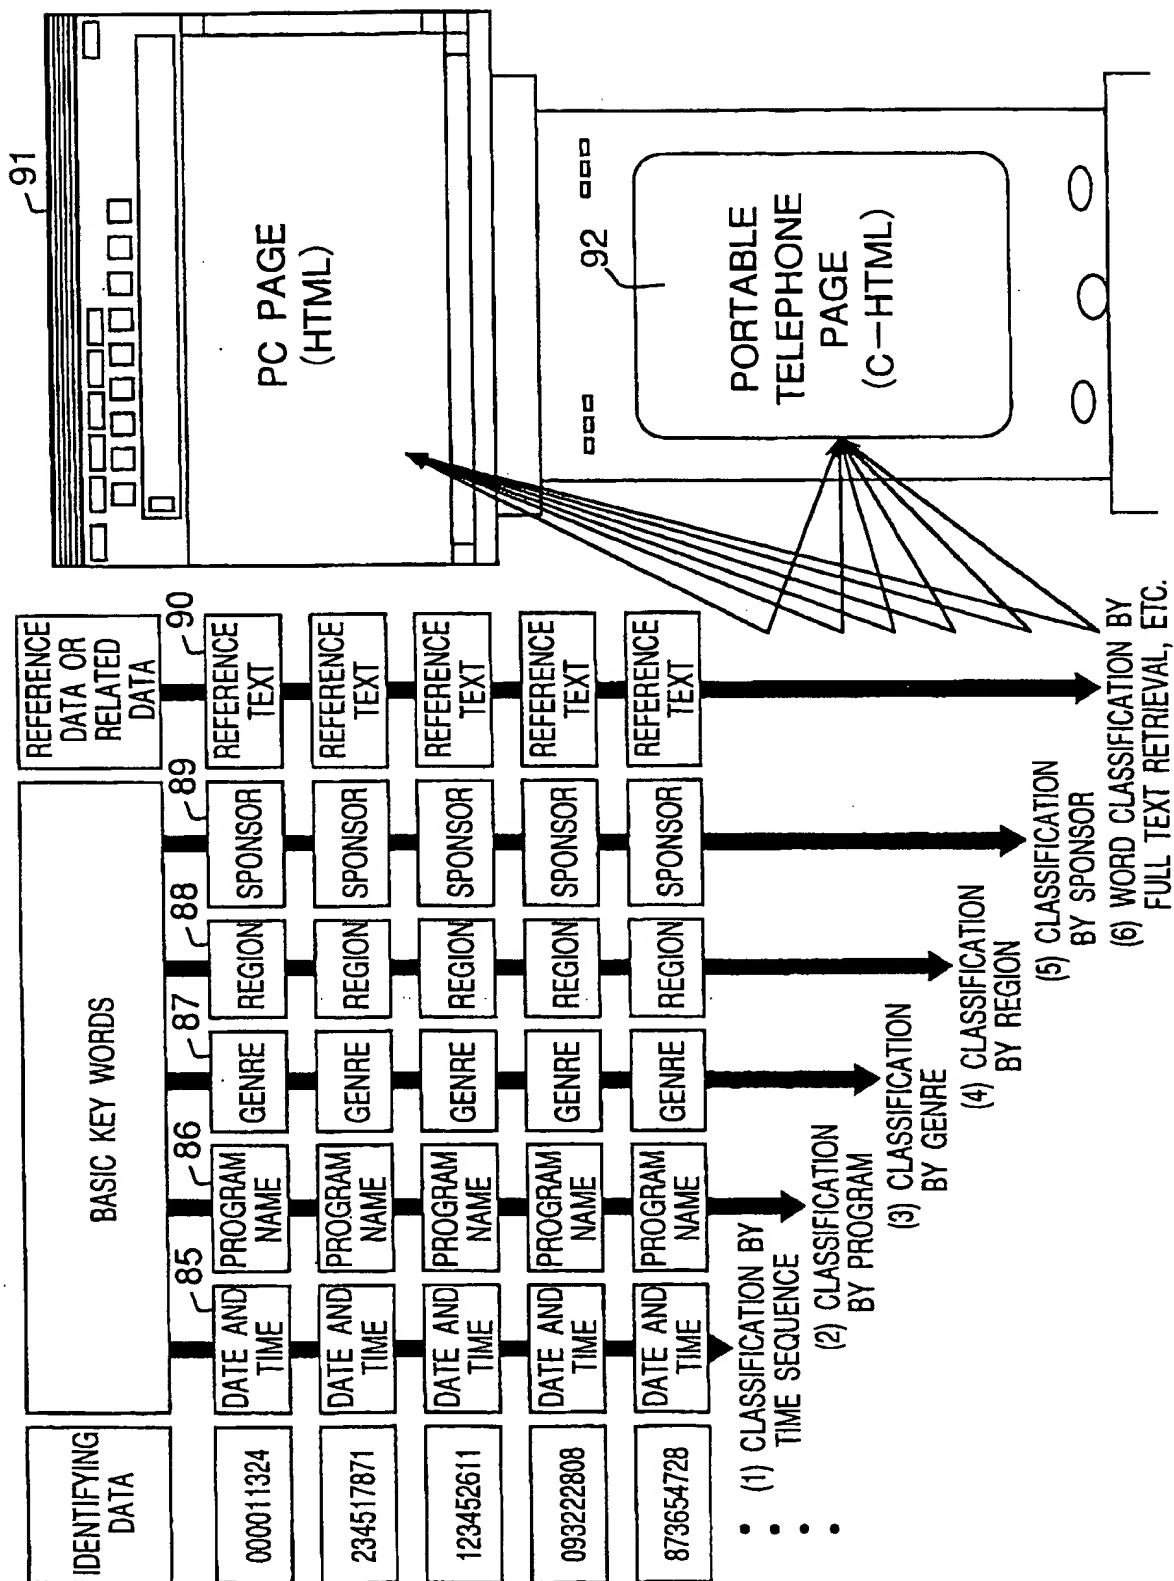 IDENTIFYING
DATA
BASIC KEY WORDS
REFERENCE
DATA OR
RELATED
DATA
85
86
87
88
89
90
000011324
DATE AND
TIME
PROGRAM
NAME
GENRE
REGION
SPONSOR
REFERENCE
TEXT
234517871
DATE AND
TIME
PROGRAM
NAME
GENRE
REGION
SPONSOR
REFERENCE
TEXT
123452611
DATE AND
TIME
PROGRAM
NAME
GENRE
REGION
SPONSOR
REFERENCE
TEXT
093222808
DATE AND
TIME
PROGRAM
NAME
GENRE
REGION
SPONSOR
REFERENCE
TEXT
873654728
DATE AND
TIME
PROGRAM
NAME
GENRE
REGION
SPONSOR
REFERENCE
TEXT
(1) CLASSIFICATION BY
TIME SEQUENCE
(2) CLASSIFICATION
BY PROGRAM
(3) CLASSIFICATION
BY GENRE
(4) CLASSIFICATION
BY REGION
(5) CLASSIFICATION
BY SPONSOR
(6) WORD CLASSIFICATION BY
FULL TEXT RETRIEVAL, ETC.
91
PC PAGE
(HTML)
92
PORTABLE
TELEPHONE
PAGE
(C-HTML)